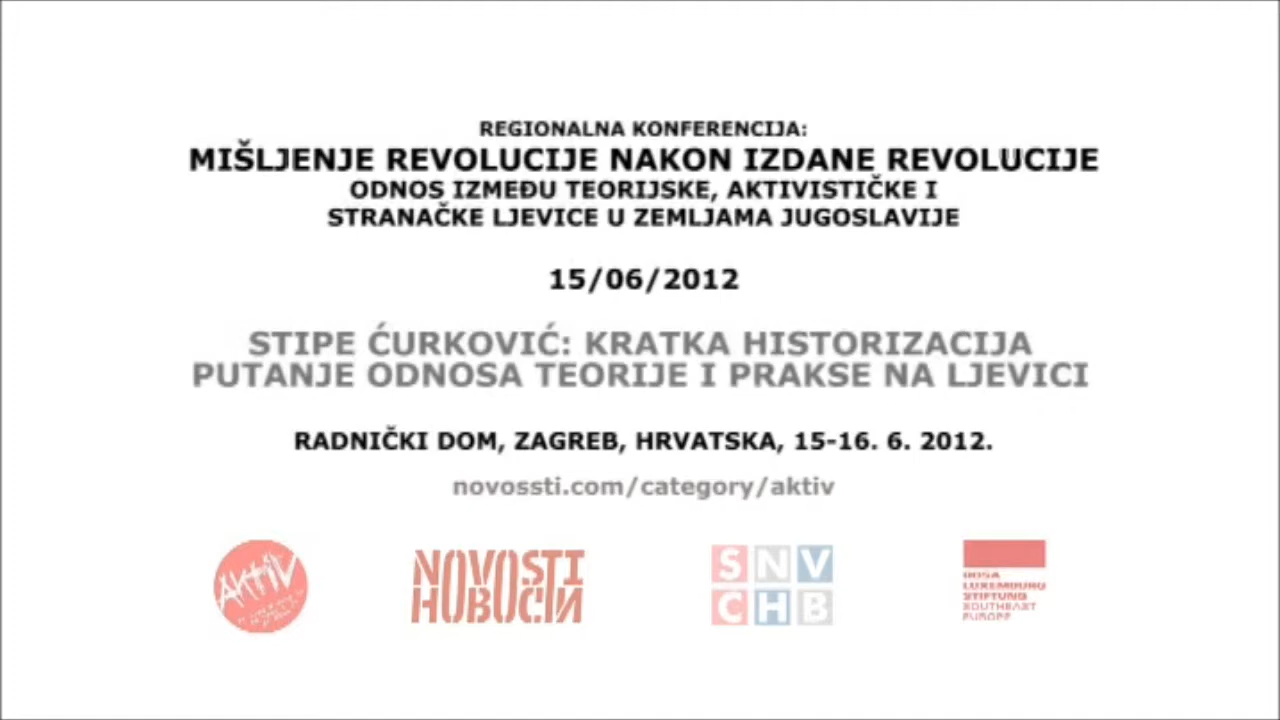 REGIONALNA KONFERENCIJA:
MIŠLJENJE REVOLUCIJE NAKON IZDANE REVOLUCIJE
ODNOS IZMEĐU TEORIJSKE, AKTIVISTIČKE I
STRANAČKE LJEVICE U ZEMLJAMA JUGOSLAVIJE
15/06/2012
STIPE ĆURKOVIĆ: KRATKA HISTORIZACIJA
PUTANJE ODNOSA TEORIJE I PRAKSE NA LJEVICI
RADNIČKI DOM, ZAGREB, HRVATSKA, 15-16. 6. 2012.
novossti.com/category/aktiv
AKTIV
NOVOSTI
НОВОСТИ
SNV
СНВ
ROSA
LUXEMBURG
STIFTUNG
SOUTHEAST
EUROPE